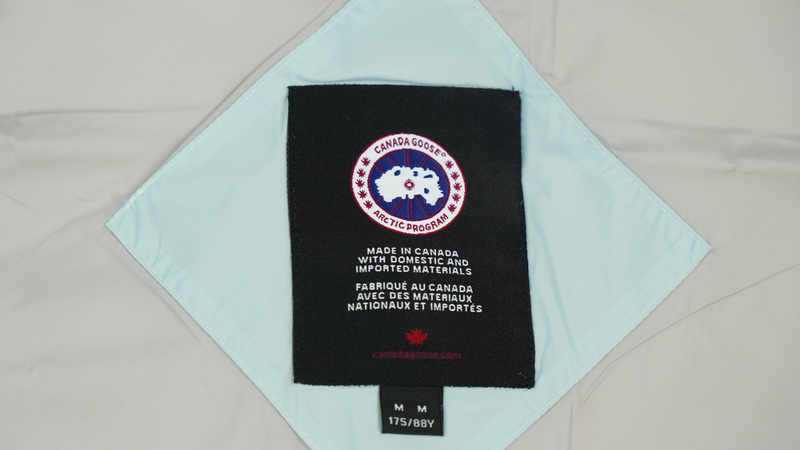 CANADA GOOSE®
ARCTIC PROGRAM
MADE IN CANADA
WITH DOMESTIC AND
IMPORTED MATERIALS
FABRIQUÉ AU CANADA
AVEC DES MATERIAUX
NATIONAUX ET IMPORTÉS
canadagoose.com
M M
175/88Y